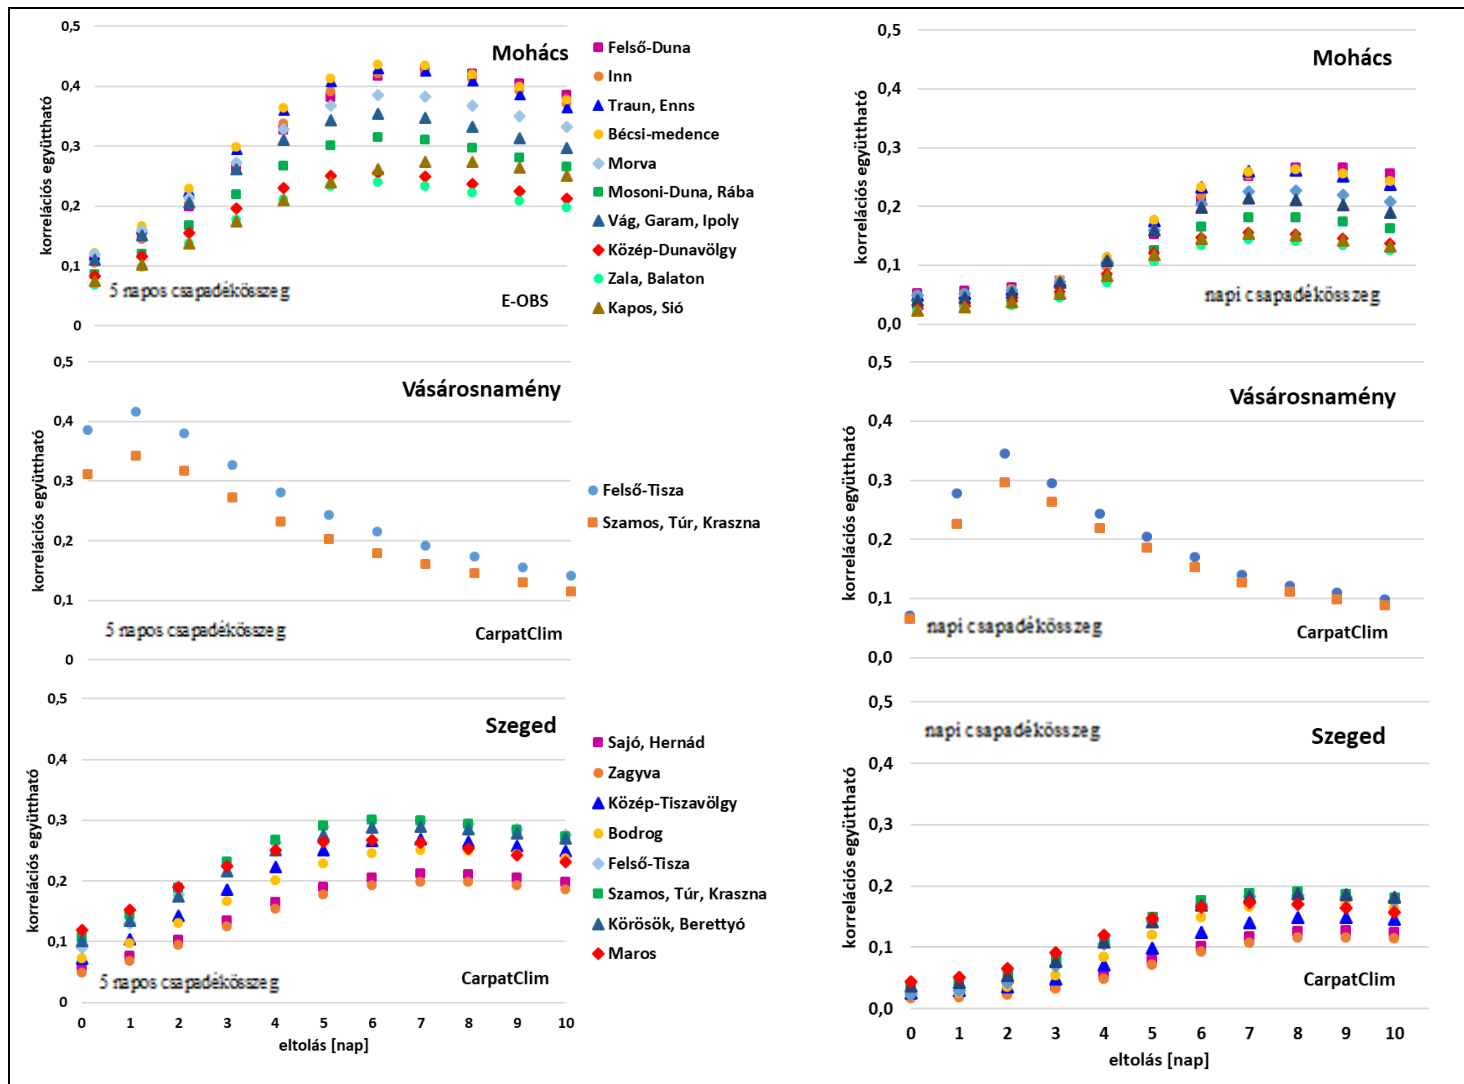 0,5
0,4
0,3
0,2
0,1
0
korrelációs együttható
Mohács
5 napos csapadékösszeg
E-OBS
Felső-Duna
Inn
Traun, Enns
Bécsi-medence
Morva
Mosoni-Duna, Rába
Vág, Garam, Ipoly
Közép-Dunavölgy
Zala, Balaton
Kapos, Sió
0,5
0,4
0,3
0,2
0,1
0,0
korrelációs együttható
Mohács
napi csapadékösszeg
0,5
0,4
0,3
0,2
0,1
0
korrelációs együttható
Vásárosnamény
5 napos csapadékösszeg
CarpatClim
Felső-Tisza
Szamos, Túr, Kraszna
0,5
0,4
0,3
0,2
0,1
0,0
korrelációs együttható
Vásárosnamény
napi csapadékösszeg
CarpatClim
0,5
0,4
0,3
0,2
0,1
0
korrelációs együttható
Szeged
5 napos csapadékösszeg
CarpatClim
0 1 2 3 4 5 6 7 8 9 10
eltolás [nap]
Sajó, Hernád
Zagyva
Közép-Tiszavölgy
Bodrog
Felső-Tisza
Szamos, Túr, Kraszna
Körösök, Berettyó
Maros
0,5
0,4
0,3
0,2
0,1
0,0
korrelációs együttható
napi csapadékösszeg
Szeged
CarpatClim
0 1 2 3 4 5 6 7 8 9 10
eltolás [nap]